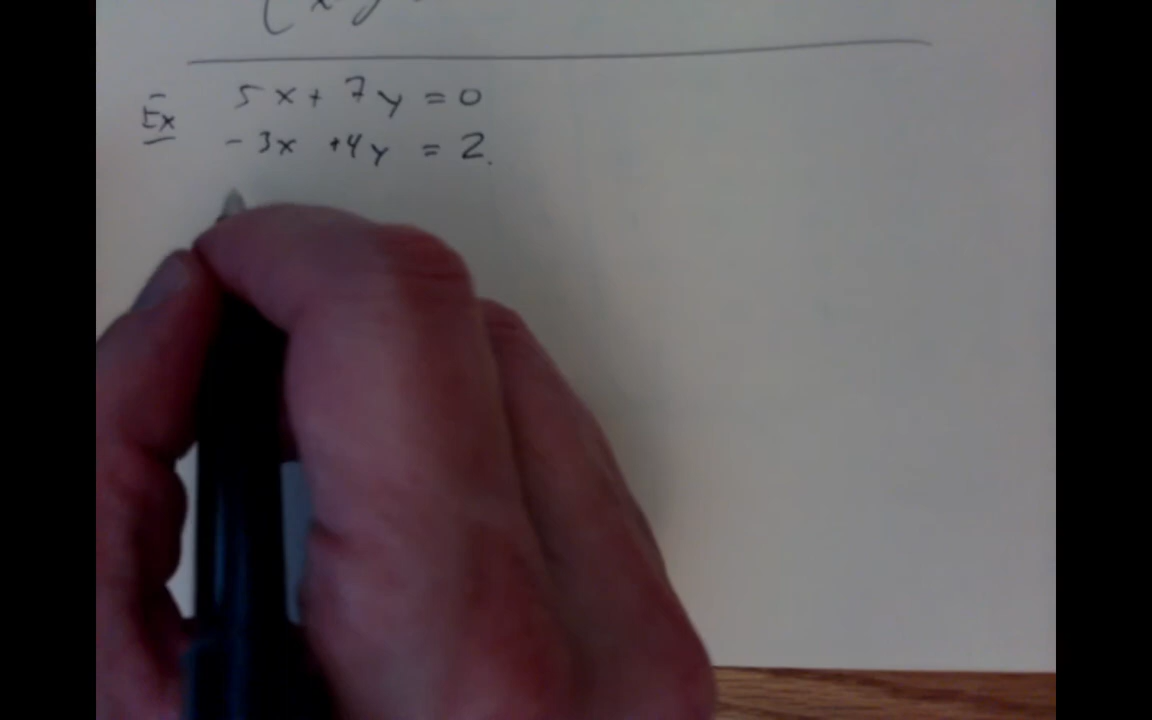 Ex 5x + 7y = 0
-3x + 4y = 2.